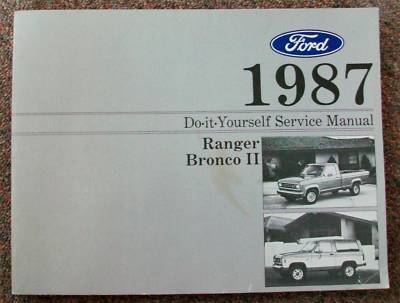 Ford
1987
Do-it-Yourself Service Manual
Ranger
Bronco II